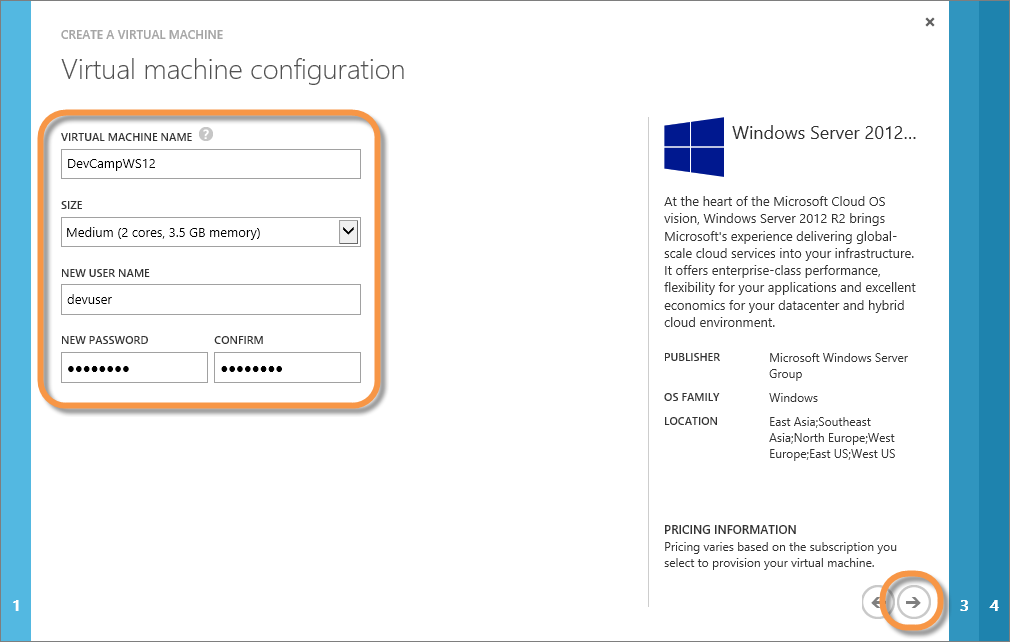 CREATE A VIRTUAL MACHINE
Virtual machine configuration
VIRTUAL MACHINE NAME ?
DevCampWS12
SIZE
Medium (2 cores, 3.5 GB memory)
NEW USER NAME
devuser
NEW PASSWORD CONFIRM
●●●●●●●● ●●●●●●●●
Windows Server 2012...
At the heart of the Microsoft Cloud OS
vision, Windows Server 2012 R2 brings
Microsoft's experience delivering global-
scale cloud services into your infrastructure.
It offers enterprise-class performance,
flexibility for your applications and excellent
economics for your datacenter and hybrid
cloud environment.
PUBLISHER Microsoft Windows Server
Group
OS FAMILY Windows
LOCATION East Asia;Southeast
Asia;North Europe;West
Europe;East US;West US
PRICING INFORMATION
Pricing varies based on the subscription you
select to provision your virtual machine.
1
3
4